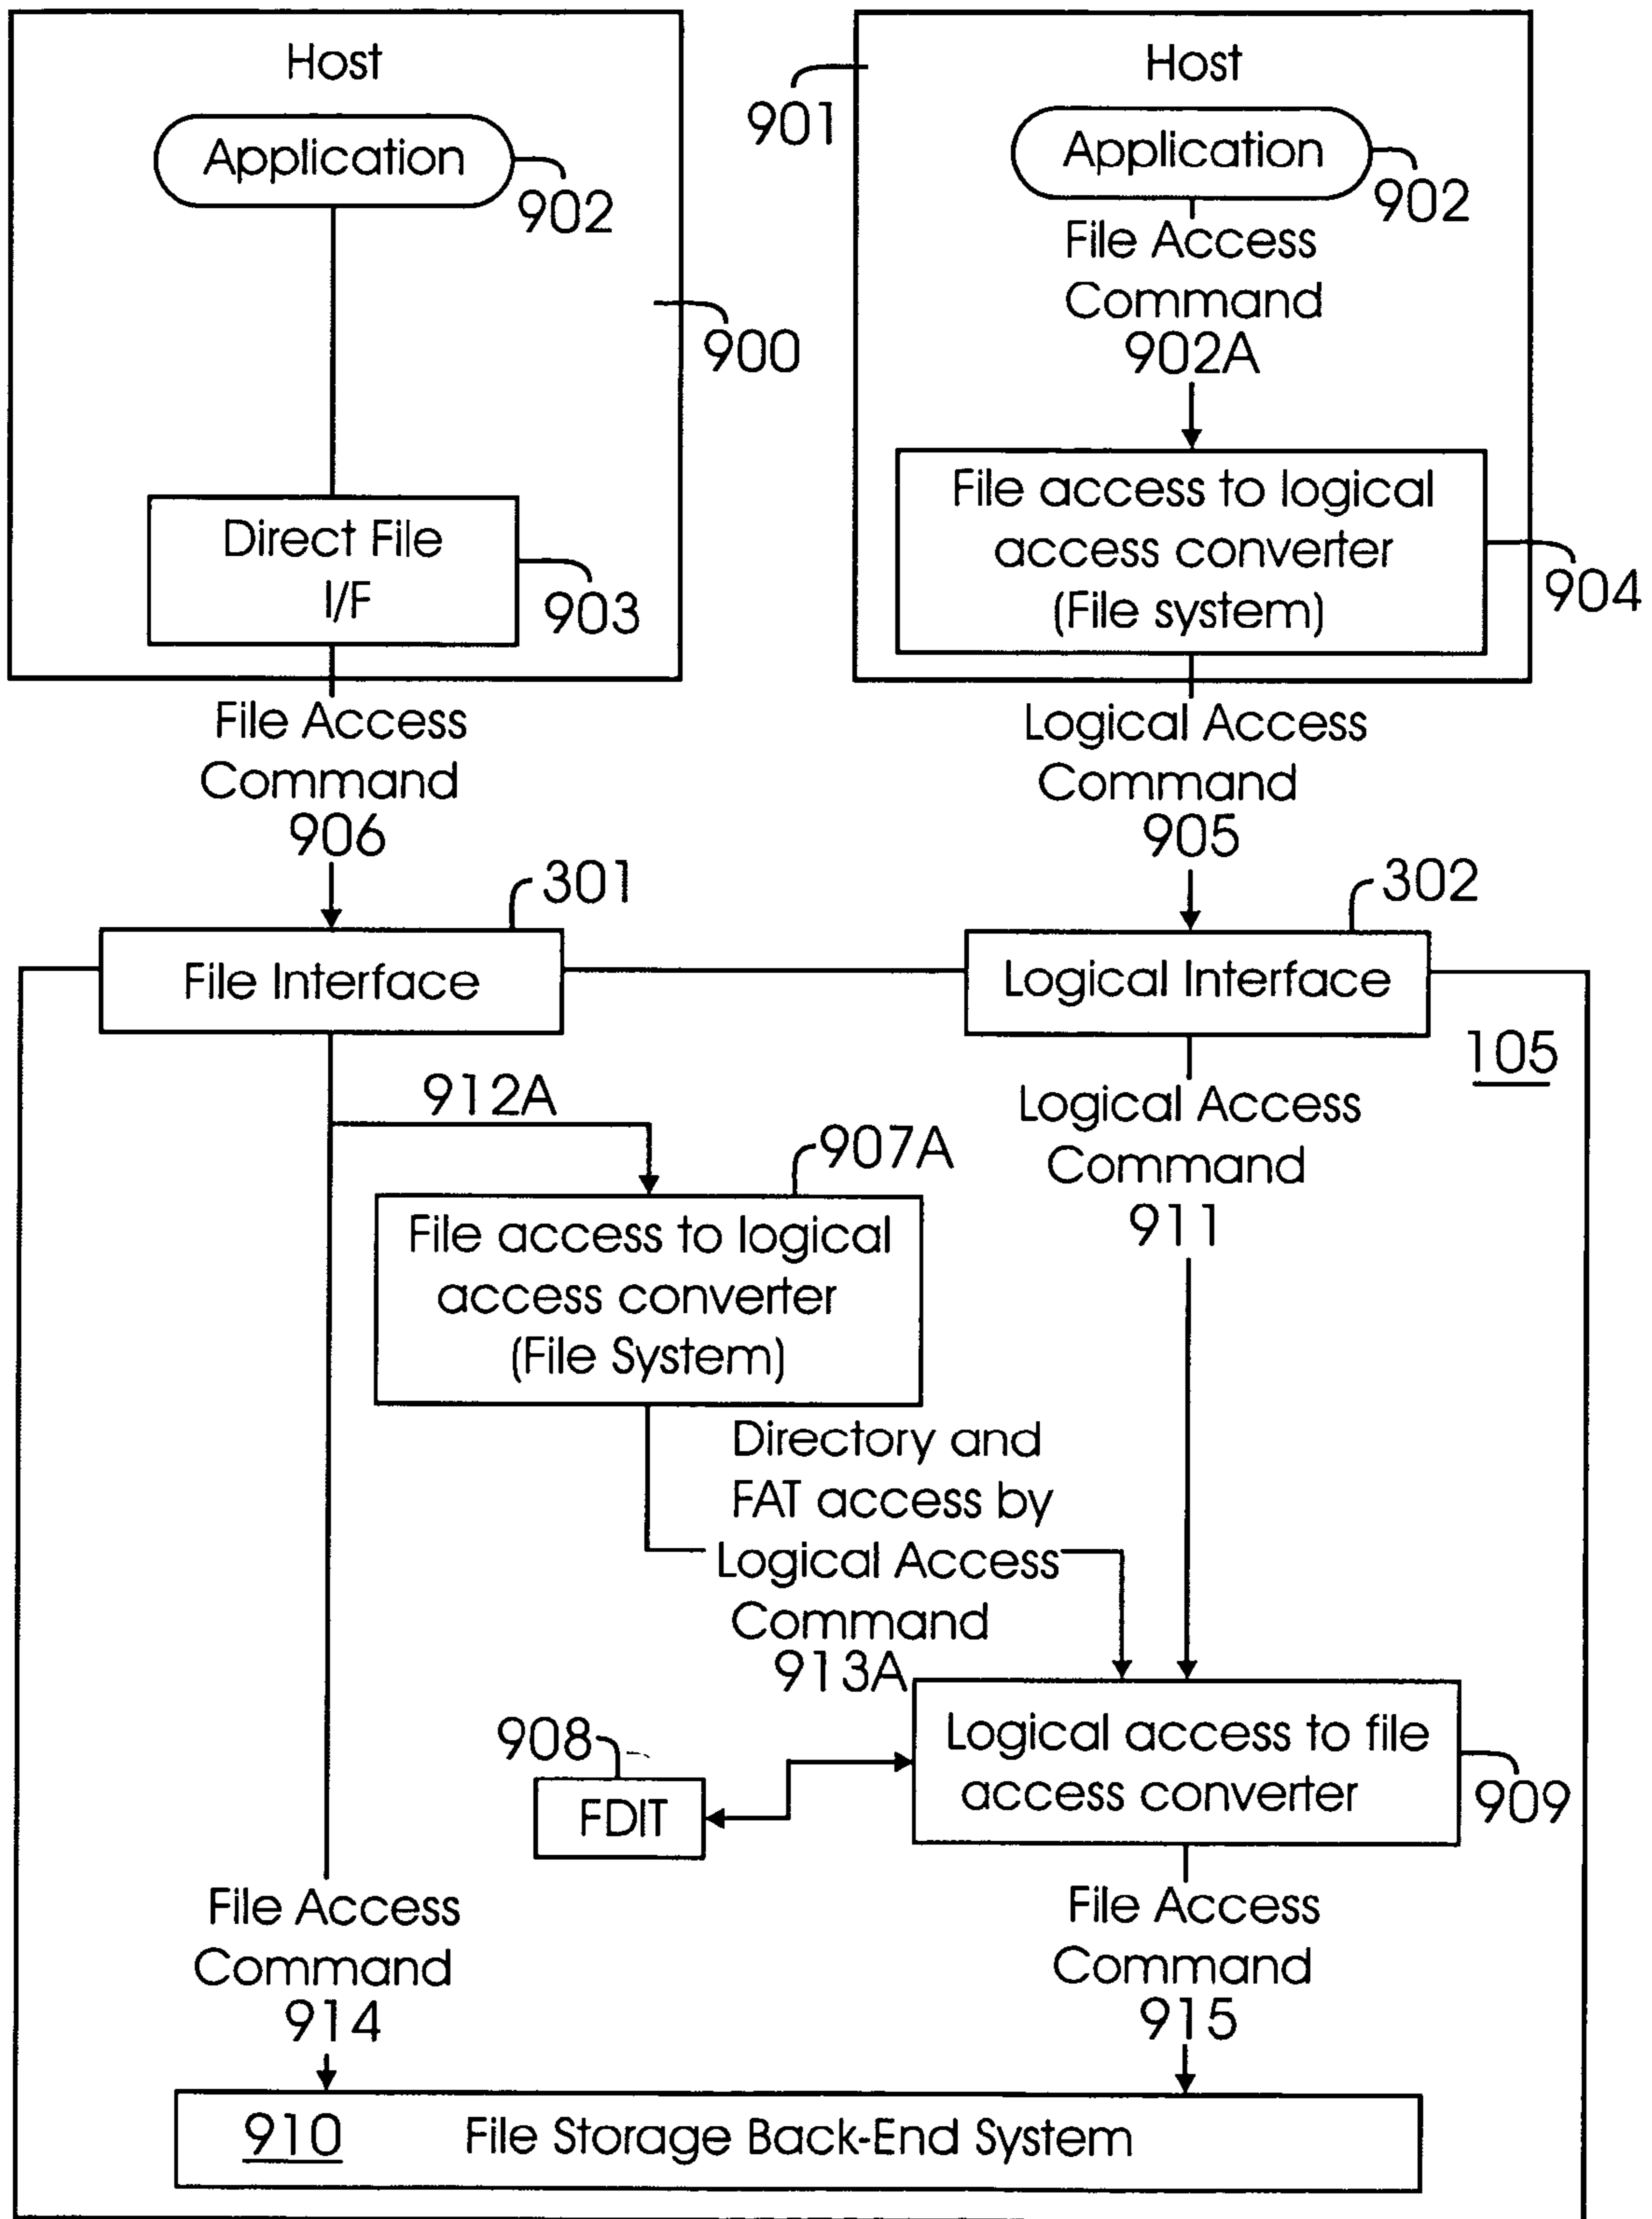 Host
Application
902
900
Direct File
I/F
903
File Access
Command
906
301
File Interface
Host
901
Application
902
File Access
Command
902A
File access to logical
access converter
(File system)
904
Logical Access
Command
905
302
Logical Interface
105
912A
907A
File access to logical
access converter
(File System)
Logical Access
Command
911
Directory and
FAT access by
Logical Access
Command
913A
908
FDIT
Logical access to file
access converter
909
File Access
Command
914
File Access
Command
915
910 File Storage Back-End System